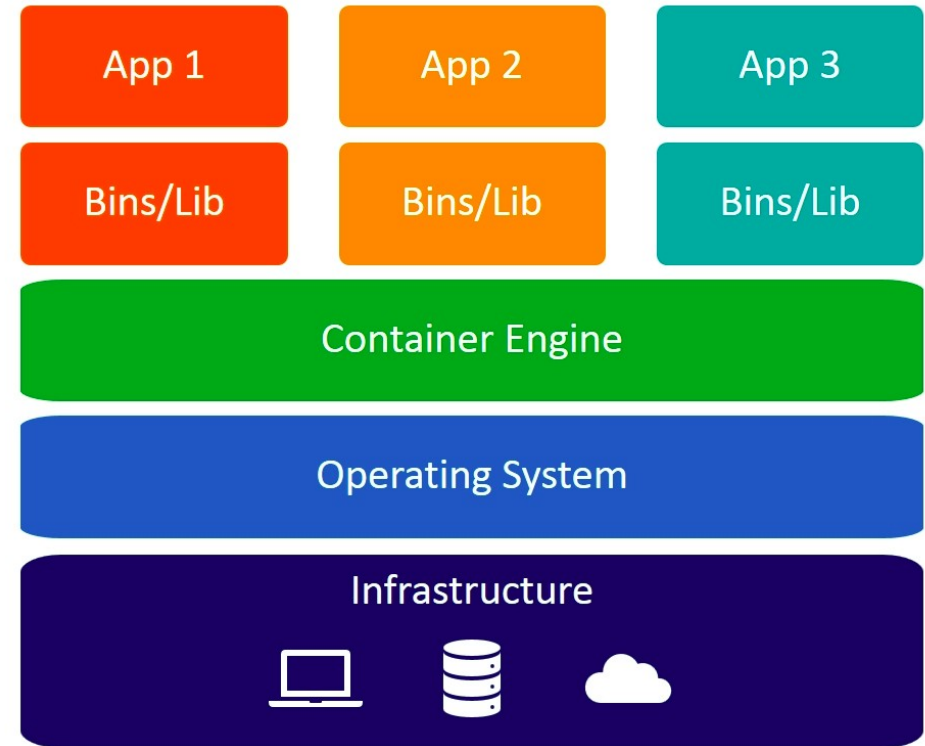 App 1
App 2
App 3
Bins/Lib
Bins/Lib
Bins/Lib
Container Engine
Operating System
Infrastructure